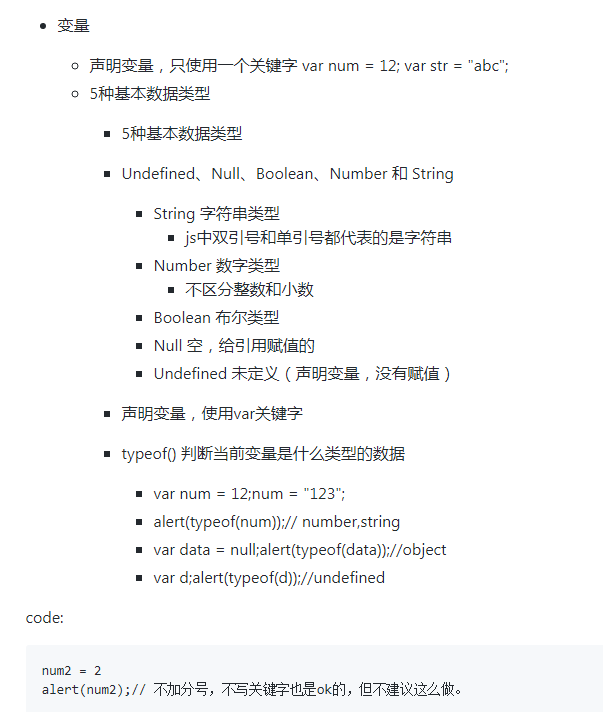 变量
声明变量，只使用一个关键字 var num = 12; var str = "abc";
5种基本数据类型
5种基本数据类型
Undefined、Null、Boolean、Number 和 String
String 字符串类型
js中双引号和单引号都代表的是字符串
Number 数字类型
不区分整数和小数
Boolean 布尔类型
Null 空，给引用赋值的
Undefined 未定义（声明变量，没有赋值）
声明变量，使用var关键字
typeof() 判断当前变量是什么类型的数据
var num = 12;num = "123";
alert(typeof(num));// number,string
var data = null;alert(typeof(data));//object
var d;alert(typeof(d));//undefined
code:
num2 = 2
alert(num2);// 不加分号，不写关键字也是ok的，但不建议这么做。